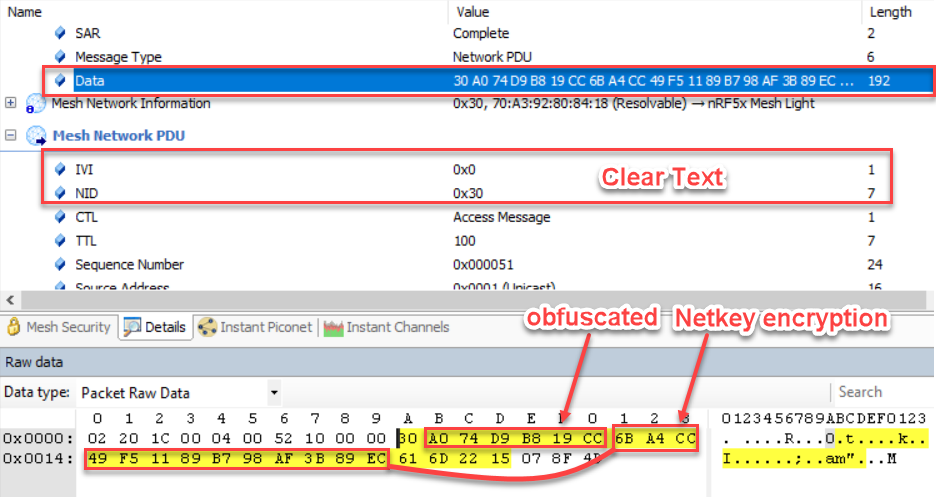 Name Value Length
SAR Complete 2
Message Type Network PDU 6
Data 30 A0 74 D9 B8 19 CC 6B A4 CC 49 F5 11 89 B7 98 AF 3B 89 EC ... 192
Mesh Network Information 0x30, 70:A3:92:80:84:18 (Resolvable) → nRF5x Mesh Light
Mesh Network PDU
IVI 0x0 1
Clear Text
NID 0x30 7
CTL Access Message 1
TTL 100 7
Sequence Number 0x000051 24
Source Address 0x0001 (Unicast) 16
obfuscated Netkey encryption
Mesh Security Details Instant Piconet Instant Channels
Raw data
Data type: Packet Raw Data Search
0 1 2 3 4 5 6 7 8 9 A B C D E F 0 1 2 3 0123456789ABCDEF0123
0x0000: 02 20 1C 00 04 00 52 10 00 00 30 A0 74 D9 B8 19 CC 6B A4 CC . ....R...0.t....k..
0x0014: 49 F5 11 89 B7 98 AF 3B 89 EC 61 6D 22 15 07 8F 4D I......;..am"...M